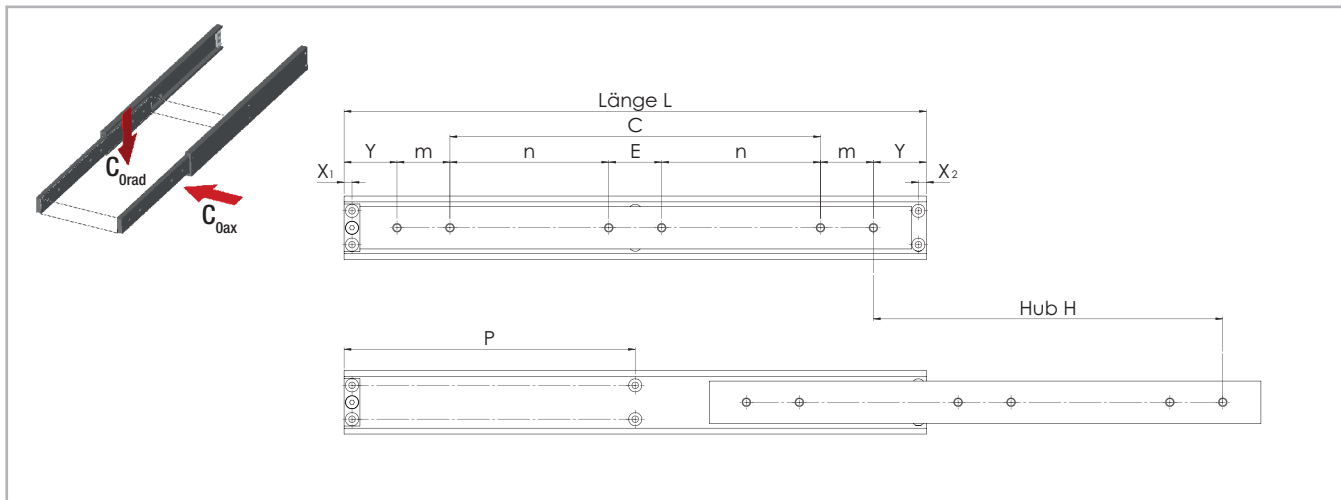 Länge L
C
Y m n E n m Y
X1 X2
C0rad
C0ax
Hub H
P